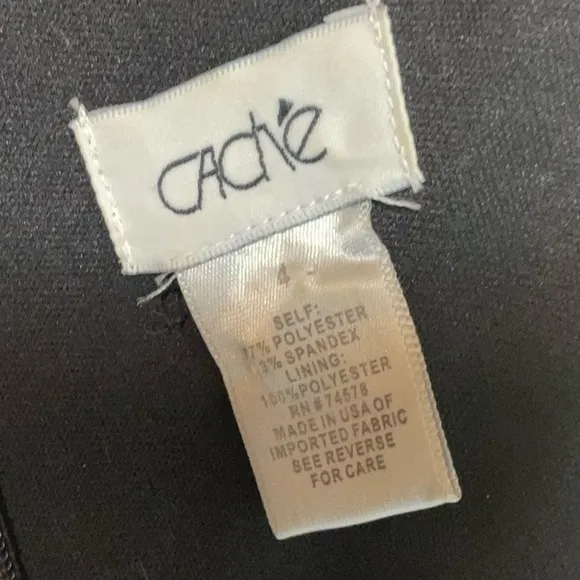 CACHé
4
SELF:
97% POLYESTER
3% SPANDEX
LINING:
100% POLYESTER
RN # 74578
MADE IN USA OF
IMPORTED FABRIC
SEE REVERSE
FOR CARE